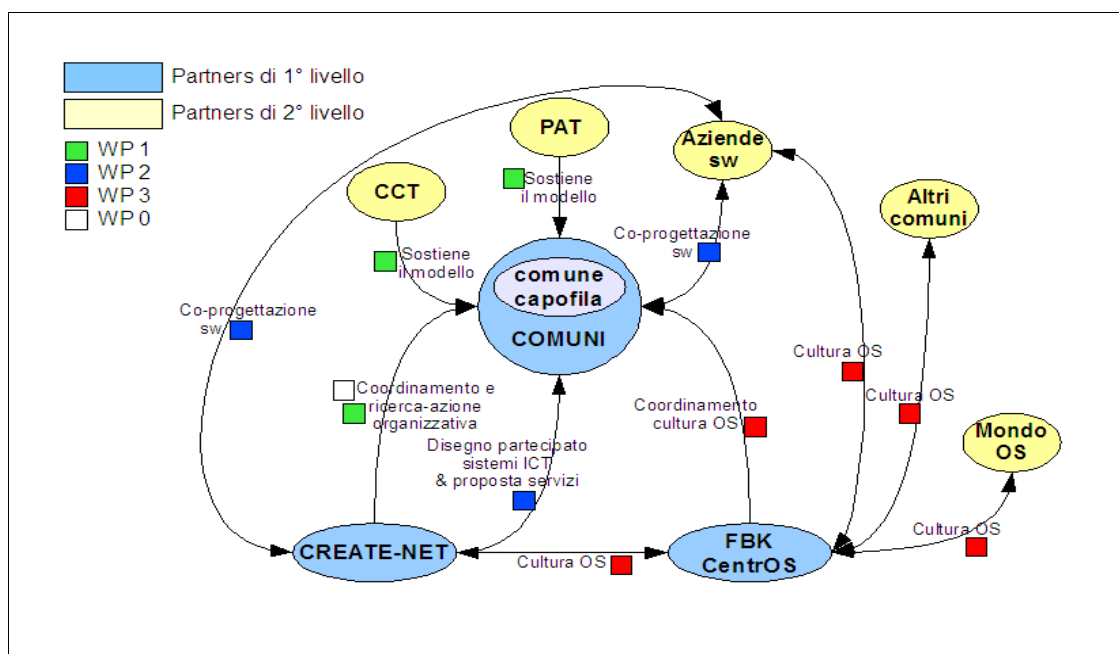 Partners di 1° livello
Partners di 2° livello
WP 1
WP 2
WP 3
WP 0
PAT
Aziende
sw
CCT
Altri
comuni
Sostiene
il modello
Sostiene
il modello
Co-progettazione
sw
comune
capofila
COMUNI
Co-progettazione
sw
Cultura OS
Cultura OS
Coordinamento e
ricerca-azione
organizzativa
Coordinamento
cultura OS
Mondo
OS
Disegno partecipato
sistemi ICT
& proposta servizi
CREATE-NET
Cultura OS
FBK
CentrOS
Cultura OS